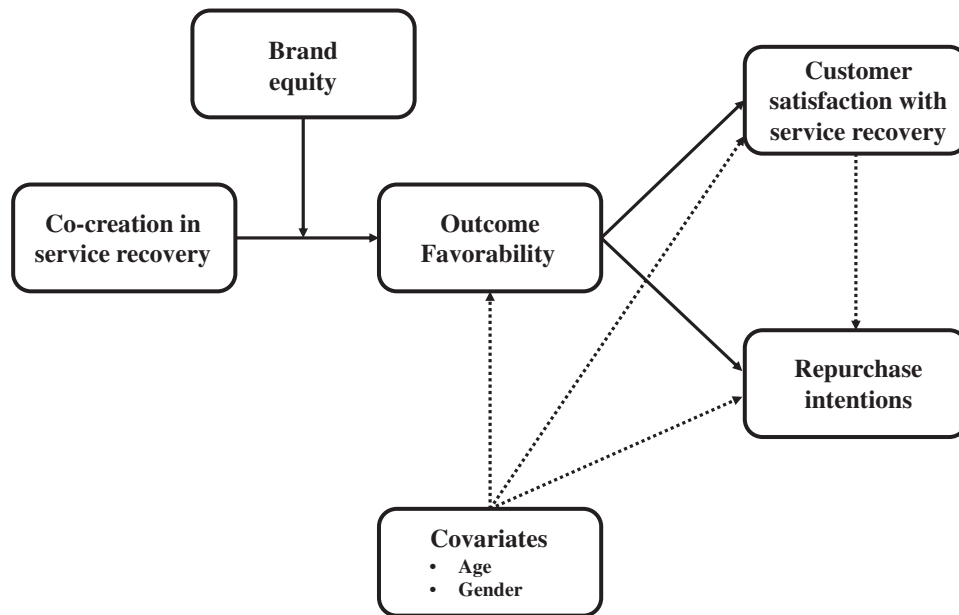 Brand
equity
Customer
satisfaction with
service recovery
Co-creation in
service recovery
Outcome
Favorability
Repurchase
intentions
Covariates
• Age
• Gender